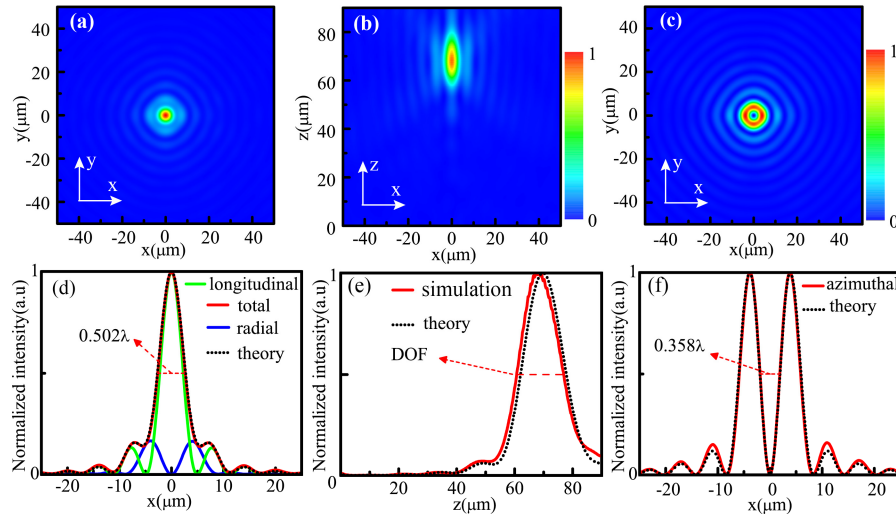 (a)
y(μm)
40
20
0
-20
-40
y
x
-40 -20 0 20 40
x(μm)
(b)
z(μm)
80
60
40
20
0
z
x
-40 -20 0 20 40
x(μm)
1
0
(c)
y(μm)
40
20
0
-20
-40
y
x
-40 -20 0 20 40
x(μm)
1
0
(d)
Normalized intensity(a.u)
1
0
longitudinal
total
radial
theory
0.502λ
-20 -10 0 10 20
x(μm)
(e)
Normalized intensity(a.u)
1
0
simulation
theory
DOF
20 40 60 80
z(μm)
(f)
Normalized intensity(a.u)
1
0
azimuthal
theory
0.358λ
-20 -10 0 10 20
x(μm)